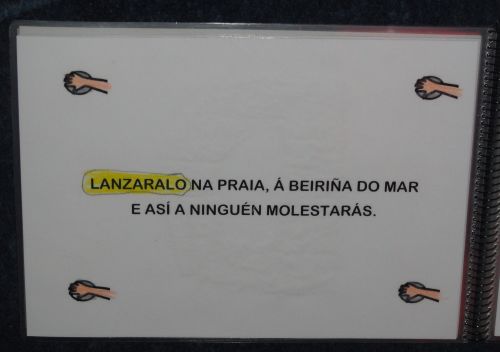 LANZARALO NA PRAIA, Á BEIRIÑA DO MAR
E ASÍ A NINGUÉN MOLESTARÁS.